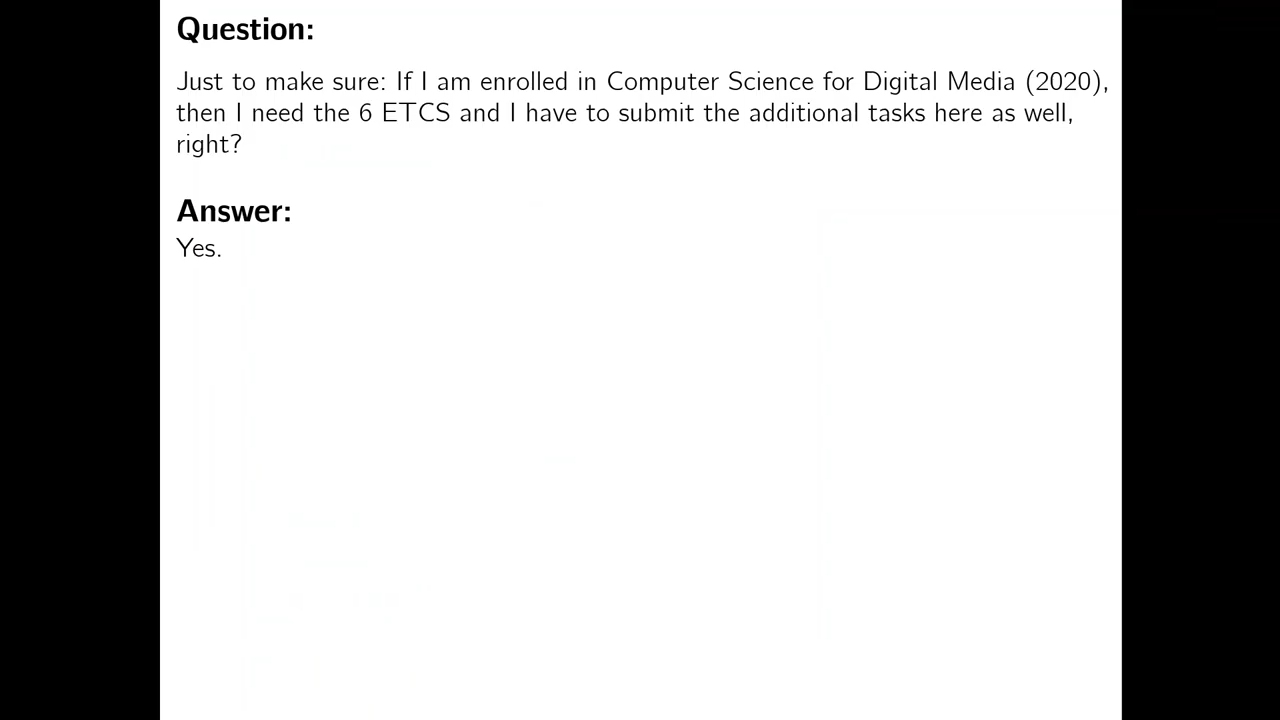 Question:
Just to make sure: If I am enrolled in Computer Science for Digital Media (2020),
then I need the 6 ETCS and I have to submit the additional tasks here as well,
right?
Answer:
Yes.